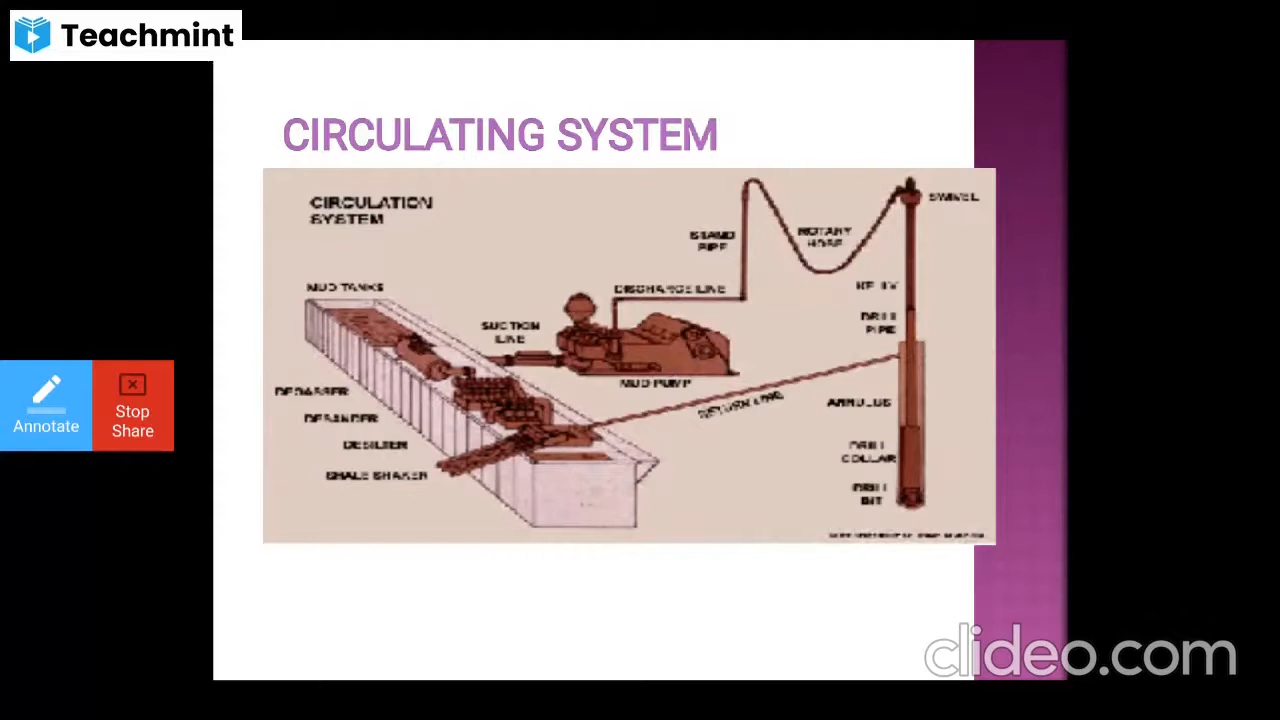 Teachmint
CIRCULATING SYSTEM
CIRCULATION
SYSTEM
SWIVEL
STAND
PIPE
ROTARY
HOSE
MUD TANKS
DISCHARGE LINE
KELLY
SUCTION
LINE
DRILL
PIPE
MUD PUMP
DEGASSER
RETURN LINE
ANNULUS
DESANDER
DESILTER
DRILL
COLLAR
SHALE SHAKER
DRILL
BIT
Annotate
Stop
Share
clideo.com